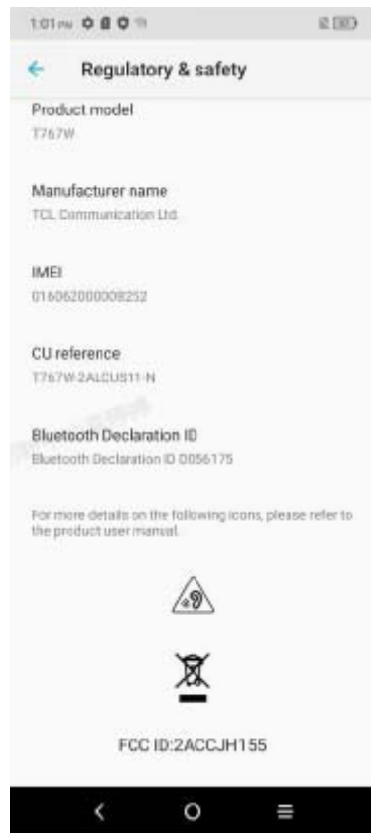 1:01 PM
Regulatory & safety
Product model
T767W
Manufacturer name
TCL Communication Ltd.
IMEI
016062000008252
CU reference
T767W-2ALCUS11-N
Bluetooth Declaration ID
Bluetooth Declaration ID D056175
For more details on the following icons, please refer to
the product user manual.
FCC ID:2ACCJH155